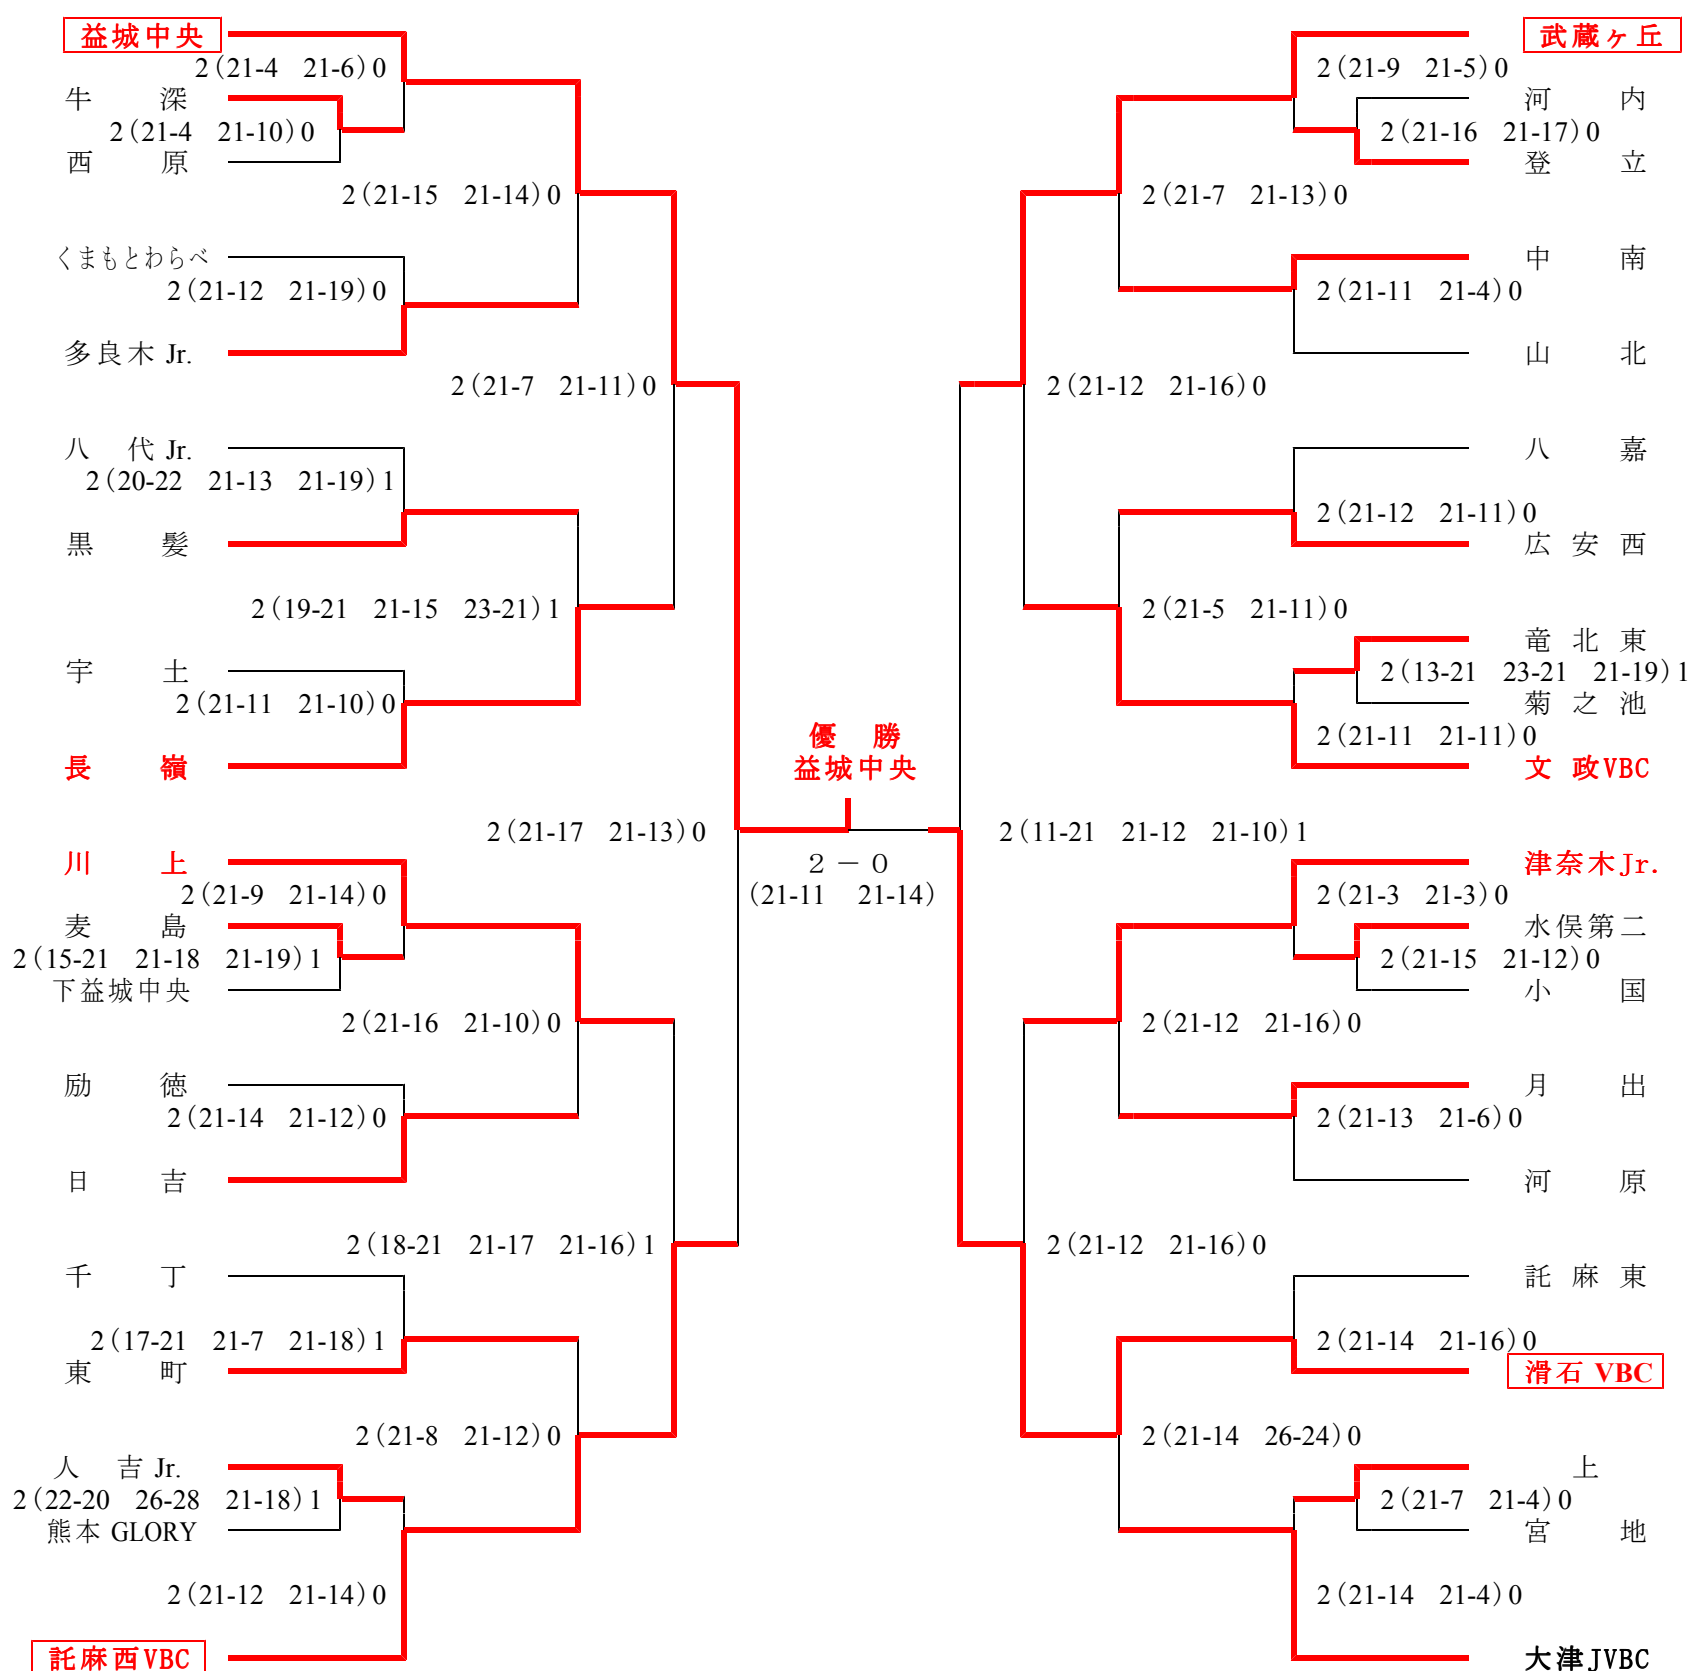 益城中央
2(21-4 21-6)0
牛深
2(21-4 21-10)0
西原
2(21-15 21-14)0
くまもとわらべ
2(21-12 21-19)0
多良木 Jr.
2(21-7 21-11)0
八代 Jr.
2(20-22 21-13 21-19)1
黒髪
2(19-21 21-15 23-21)1
宇土
2(21-11 21-10)0
長嶺
2(21-17 21-13)0
川上
2(21-9 21-14)0
麦島
2(15-21 21-18 21-19)1
下益城中央
2(21-16 21-10)0
励徳
2(21-14 21-12)0
日吉
2(18-21 21-17 21-16)1
千丁
2(17-21 21-7 21-18)1
東町
2(21-8 21-12)0
人吉 Jr.
2(22-20 26-28 21-18)1
熊本 GLORY
2(21-12 21-14)0
託麻西VBC
優勝
益城中央
2－0
(21-11 21-14)
武蔵ヶ丘
2(21-9 21-5)0
河内
2(21-16 21-17)0
登立
2(21-7 21-13)0
中南
2(21-11 21-4)0
山北
2(21-12 21-16)0
八嘉
2(21-12 21-11)0
広安西
2(21-5 21-11)0
竜北東
2(13-21 23-21 21-19)1
菊之池
2(21-11 21-11)0
文政VBC
2(11-21 21-12 21-10)1
津奈木Jr.
2(21-3 21-3)0
水俣第二
2(21-15 21-12)0
小国
2(21-12 21-16)0
月出
2(21-13 21-6)0
河原
2(21-12 21-16)0
託麻東
2(21-14 21-16)0
滑石 VBC
2(21-14 26-24)0
上
2(21-7 21-4)0
宮地
2(21-14 21-4)0
大津JVBC